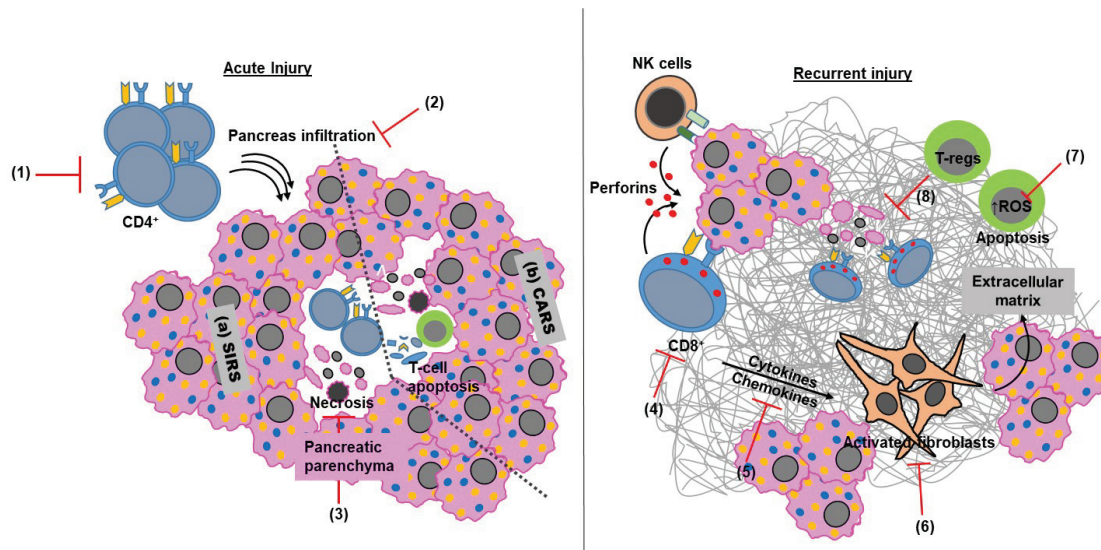 Acute Injury
(2)
Pancreas infiltration
(1)
CD4+
(a) SIRS
(b) CARS
T-cell
apoptosis
Necrosis
Pancreatic
parenchyma
(3)
NK cells
Recurrent injury
(7)
T-regs
(8)
Perforins
↑ROS
Apoptosis
Extracellular
matrix
CD8+
Cytokines
Chemokines
(4)
Activated fibroblasts
(5)
(6)